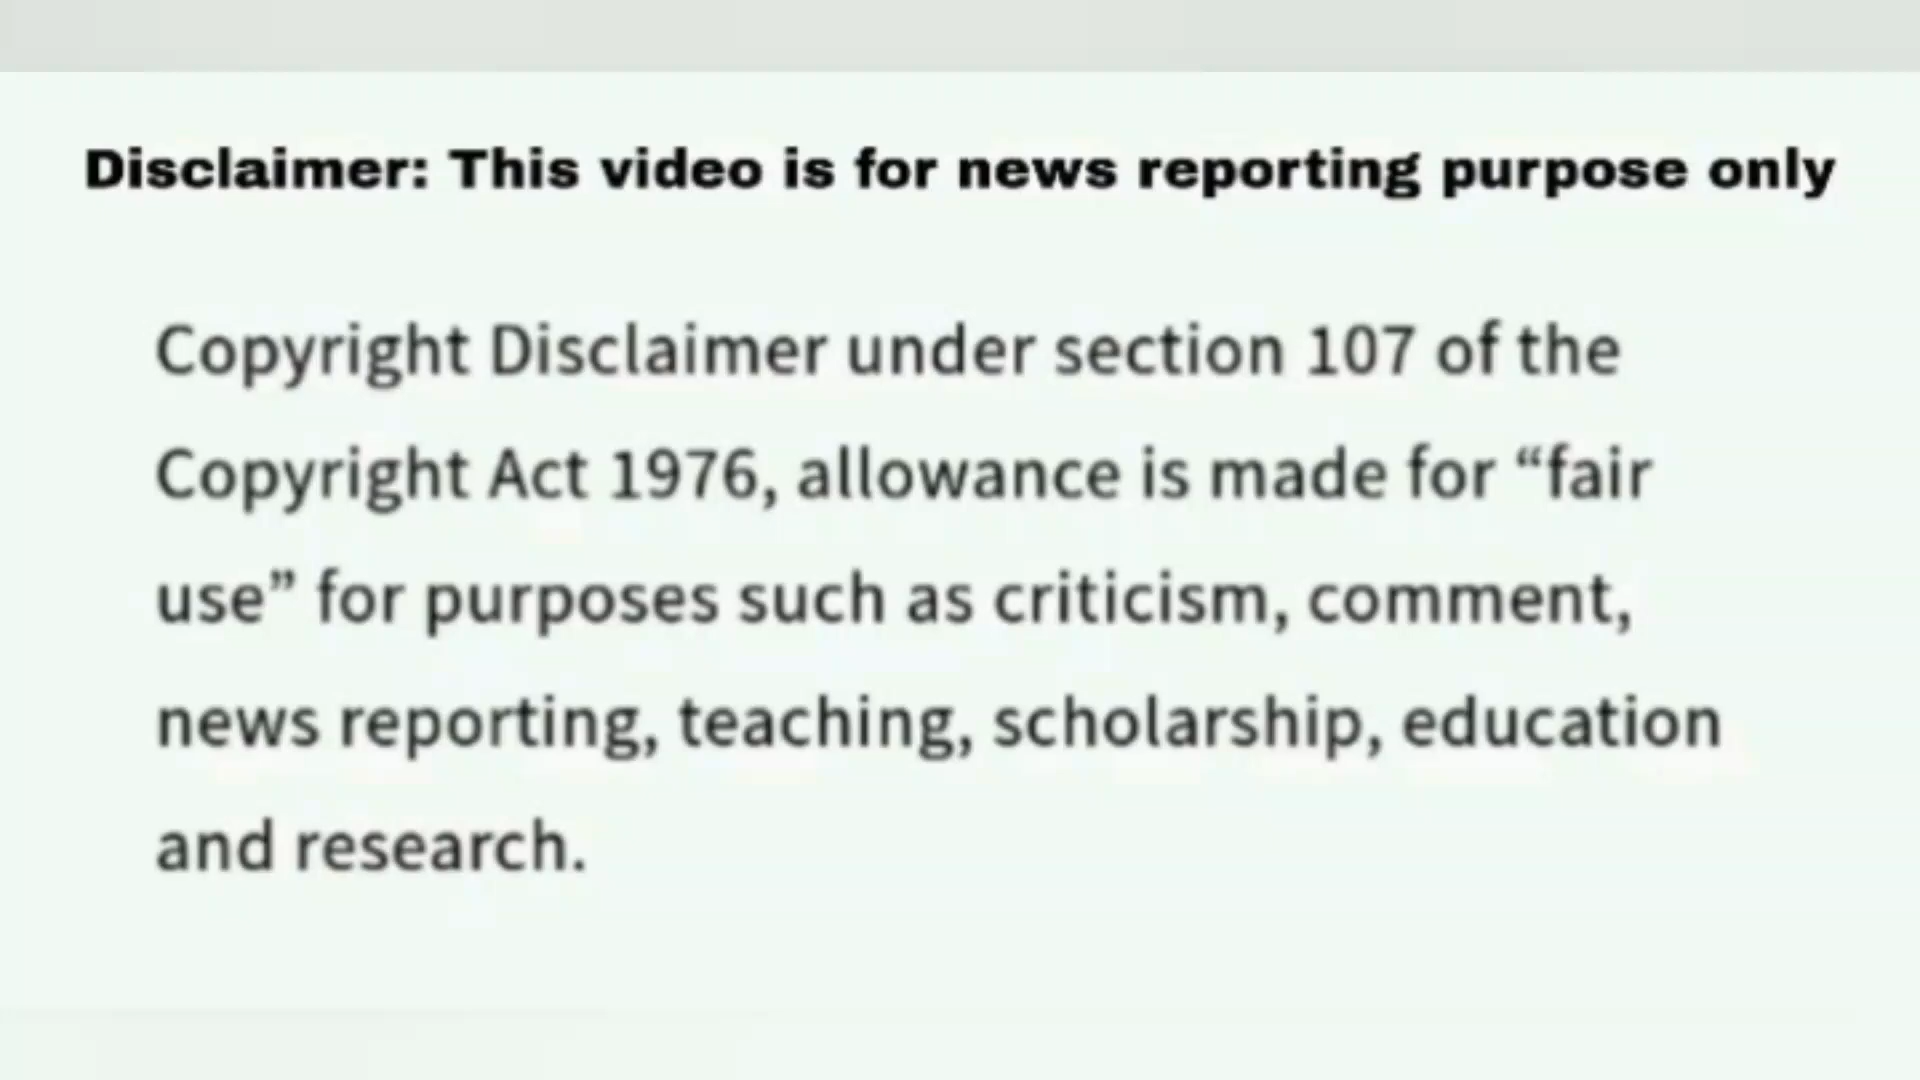 Disclaimer: This video is for news reporting purpose only
Copyright Disclaimer under section 107 of the
Copyright Act 1976, allowance is made for “fair
use” for purposes such as criticism, comment,
news reporting, teaching, scholarship, education
and research.